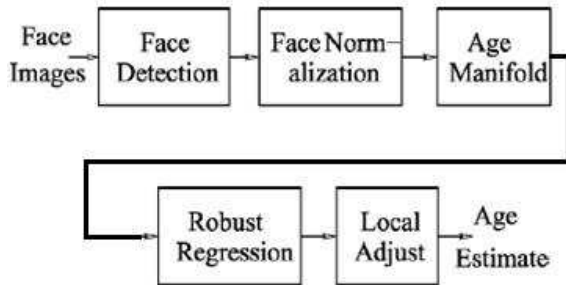 Face
Images
Face
Detection
Face Norm-
alization
Age
Manifold
Robust
Regression
Local
Adjust
Age
Estimate